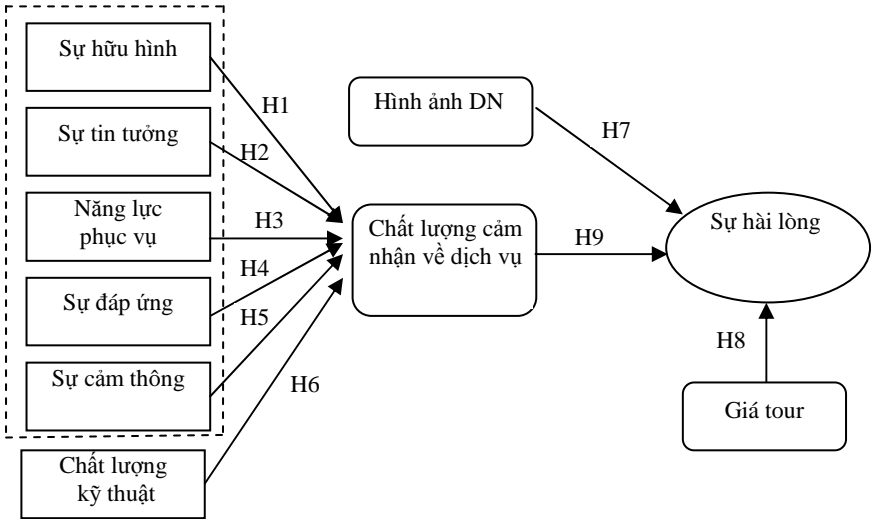 Sự hữu hình
Sự tin tưởng
Năng lực
phục vụ
Sự đáp ứng
Sự cảm thông
Chất lượng
kỹ thuật
H1
H2
H3
H4
H5
H6
Hình ảnh DN
Chất lượng cảm
nhận về dịch vụ
H7
H9
H8
Sự hài lòng
Giá tour